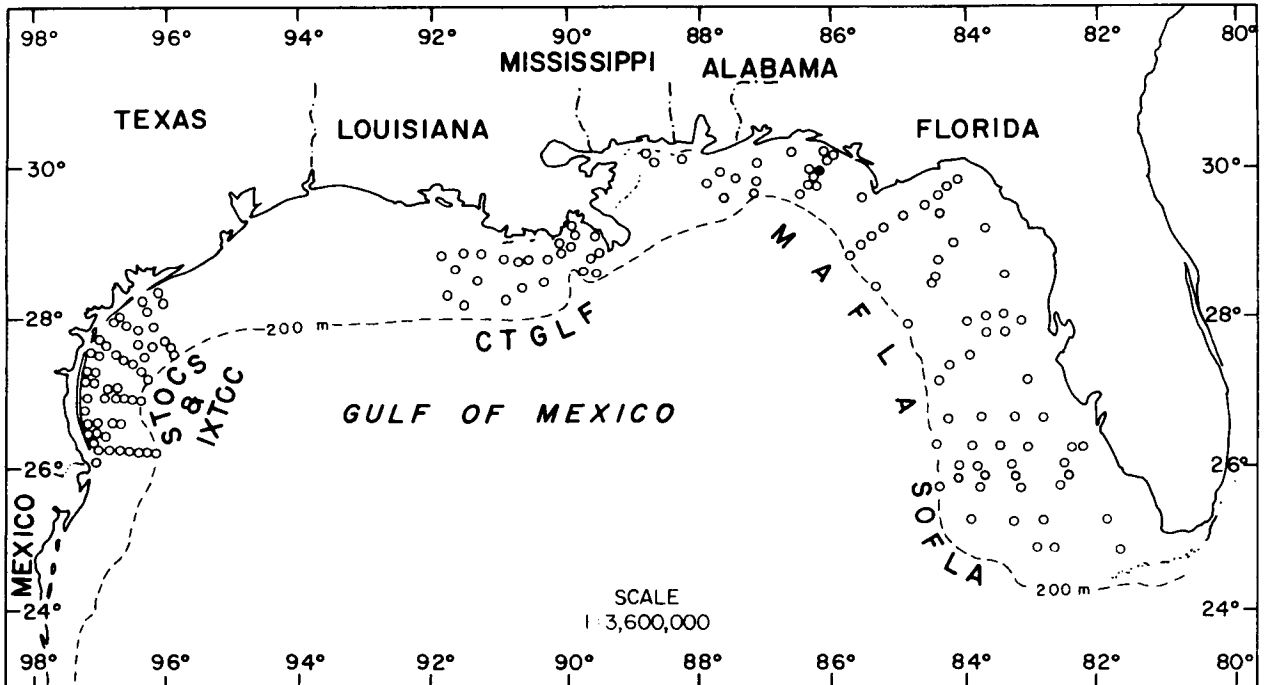 98° 96° 94° 92° 90° 88° 86° 84° 82° 80°
MISSISSIPPI ALABAMA
TEXAS LOUISIANA FLORIDA
30° 30°
MAFLA
28° 200 m CTGLF 28°
STOCS
&
IXTCC
GULF OF MEXICO
26° 26°
MEXICO
SOFLA
200 m
24° SCALE 24°
1:3,600,000
98° 96° 94° 92° 90° 88° 86° 84° 82° 80°